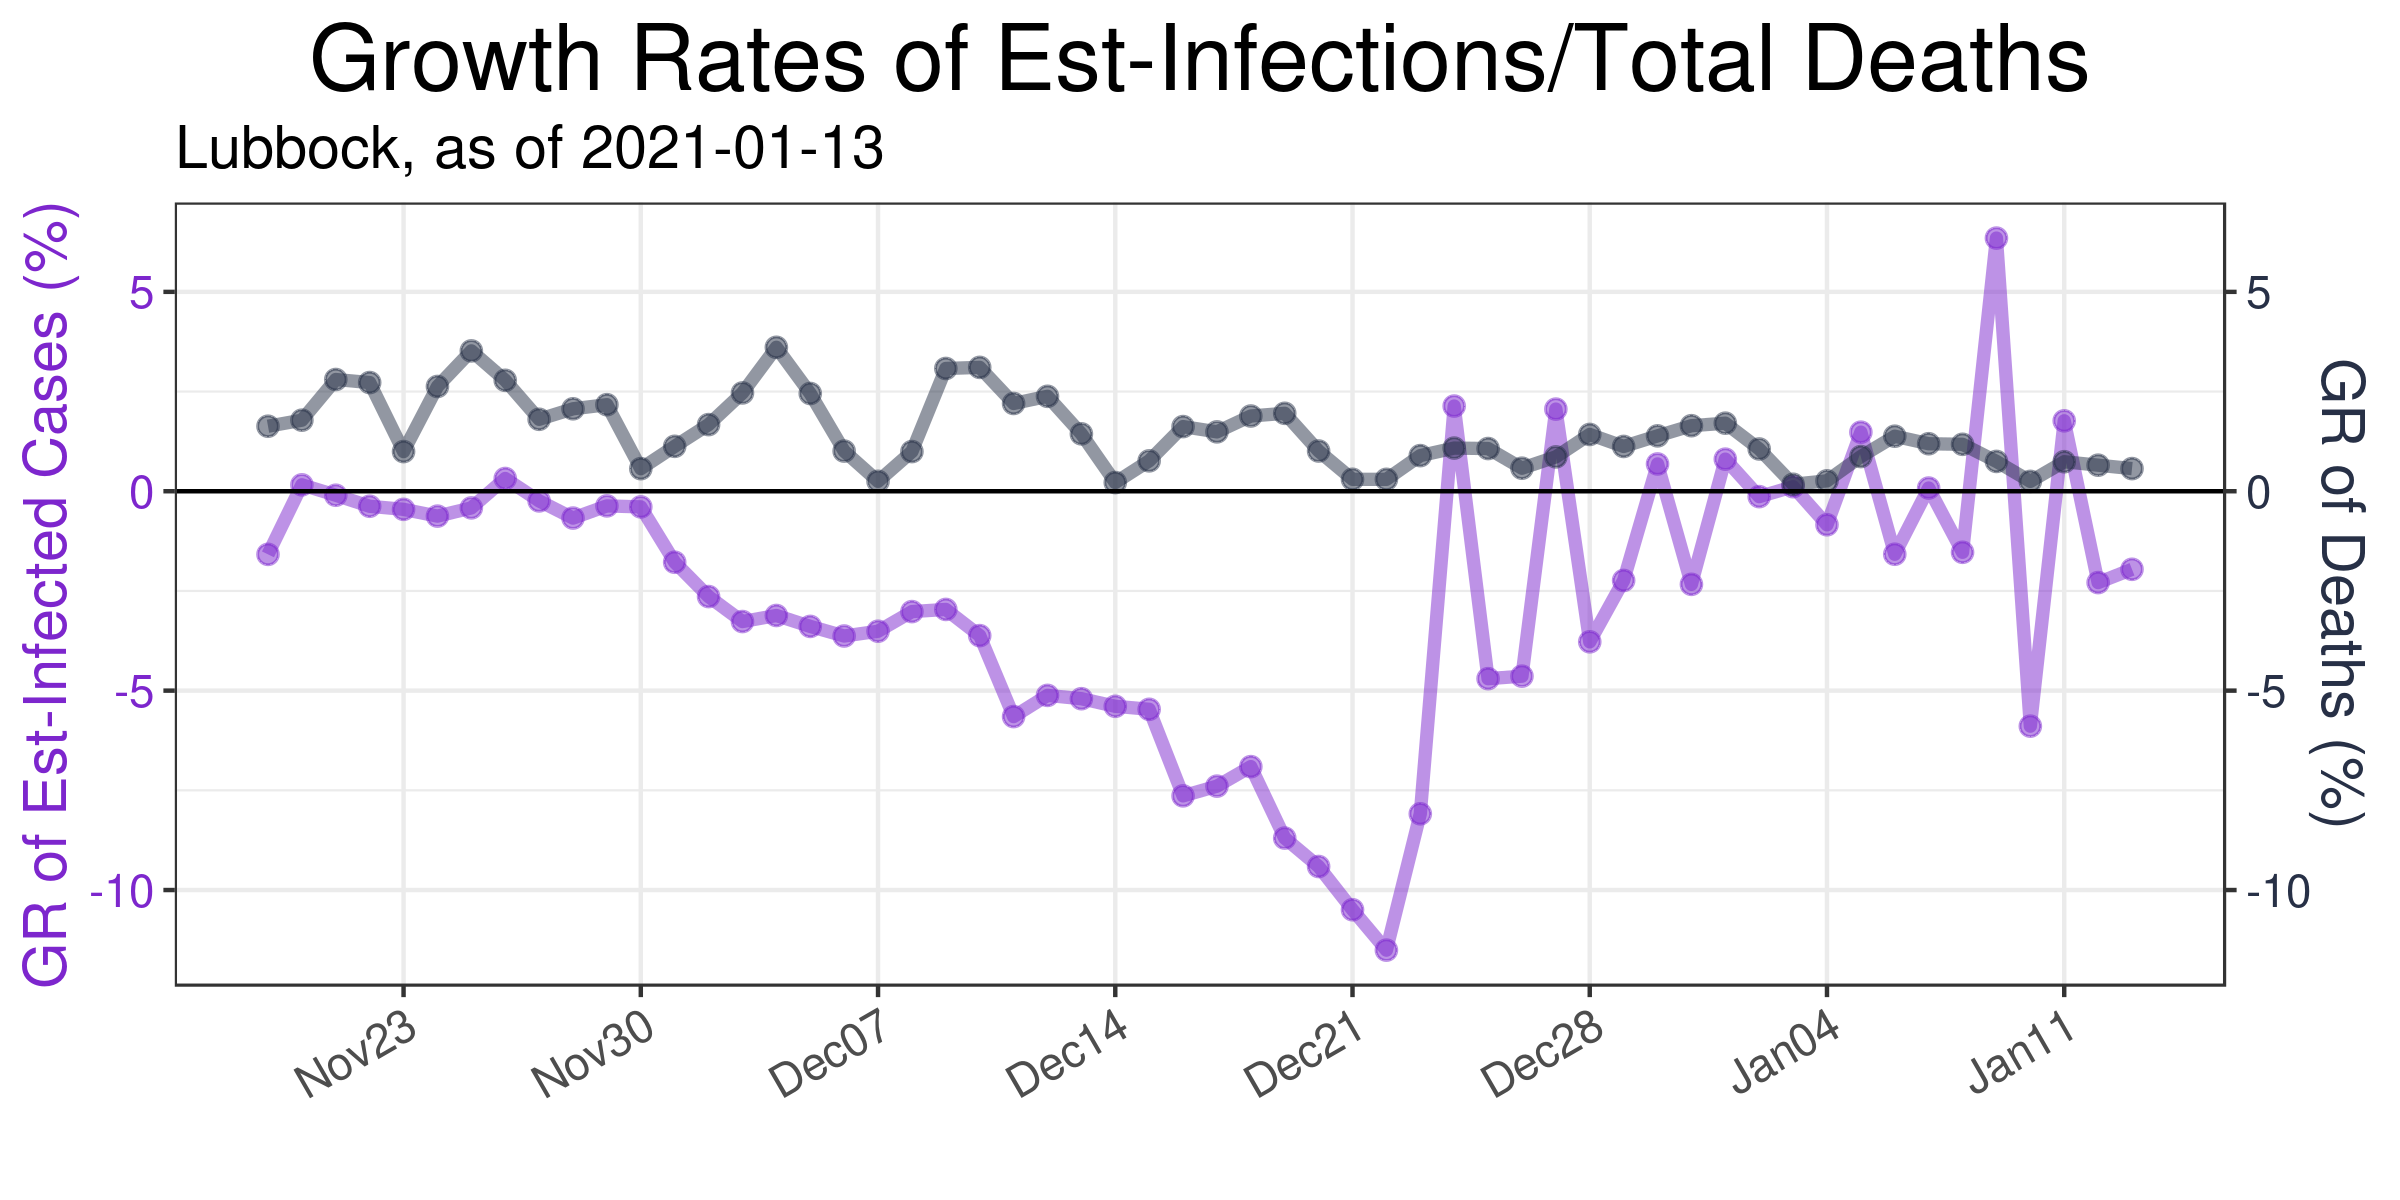 Growth Rates of Est-Infections/Total Deaths
Lubbock, as of 2021-01-13
GR of Est-Infected Cases (%)
5
0
-5
-10
5
0
-5
-10
GR of Deaths (%)
Nov23
Nov30
Dec07
Dec14
Dec21
Dec28
Jan04
Jan11